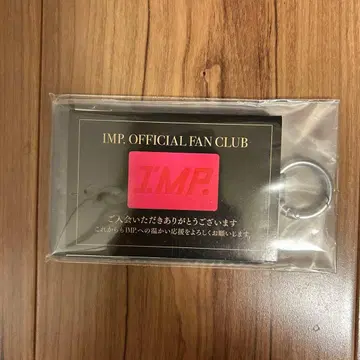 IMP. OFFICIAL FAN CLUB
IMP.
ご入会いただきありがとうございます
これからもIMP.への温かい応援をよろしくお願いします。